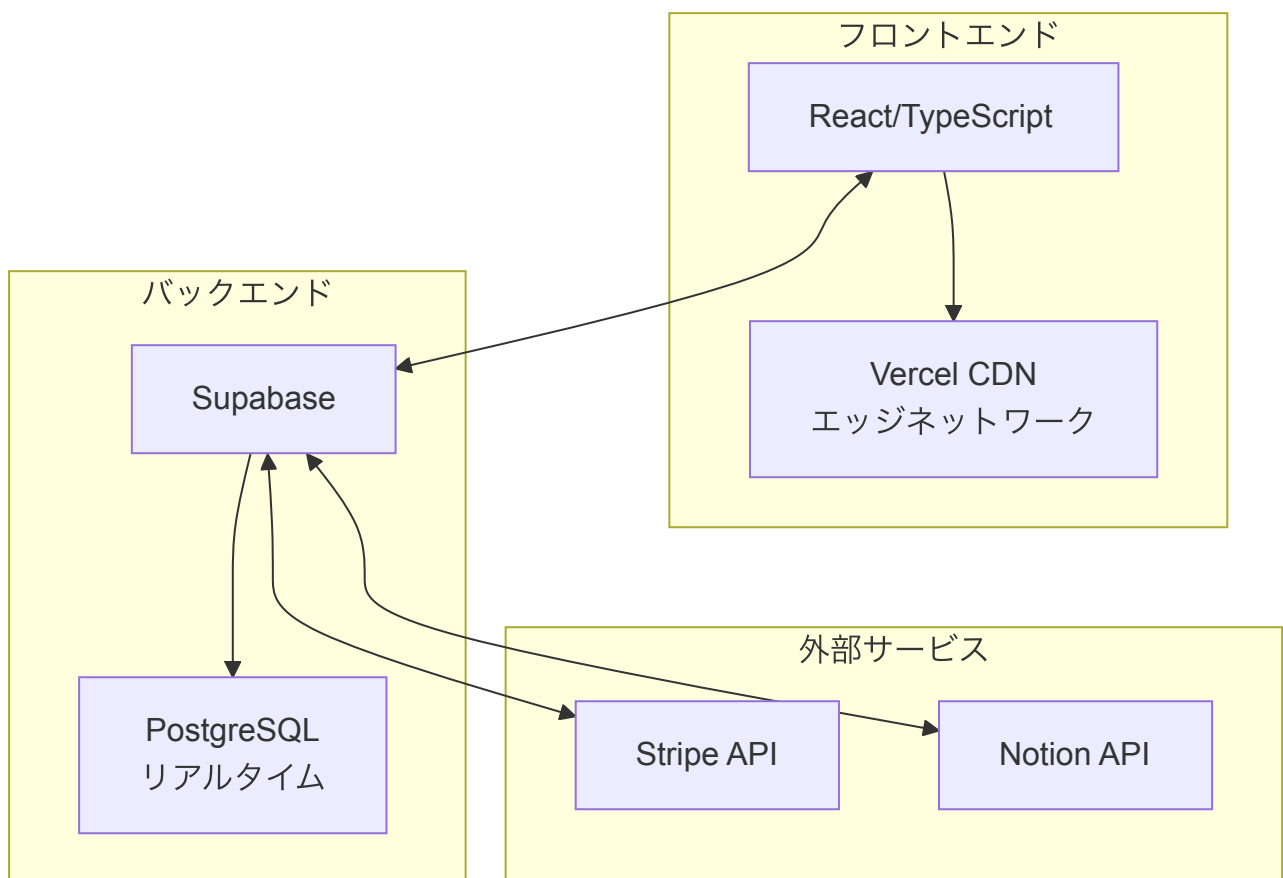 フロントエンド
React/TypeScript
Vercel CDN
エッジネットワーク
バックエンド
Supabase
PostgreSQL
リアルタイム
外部サービス
Stripe API
Notion API